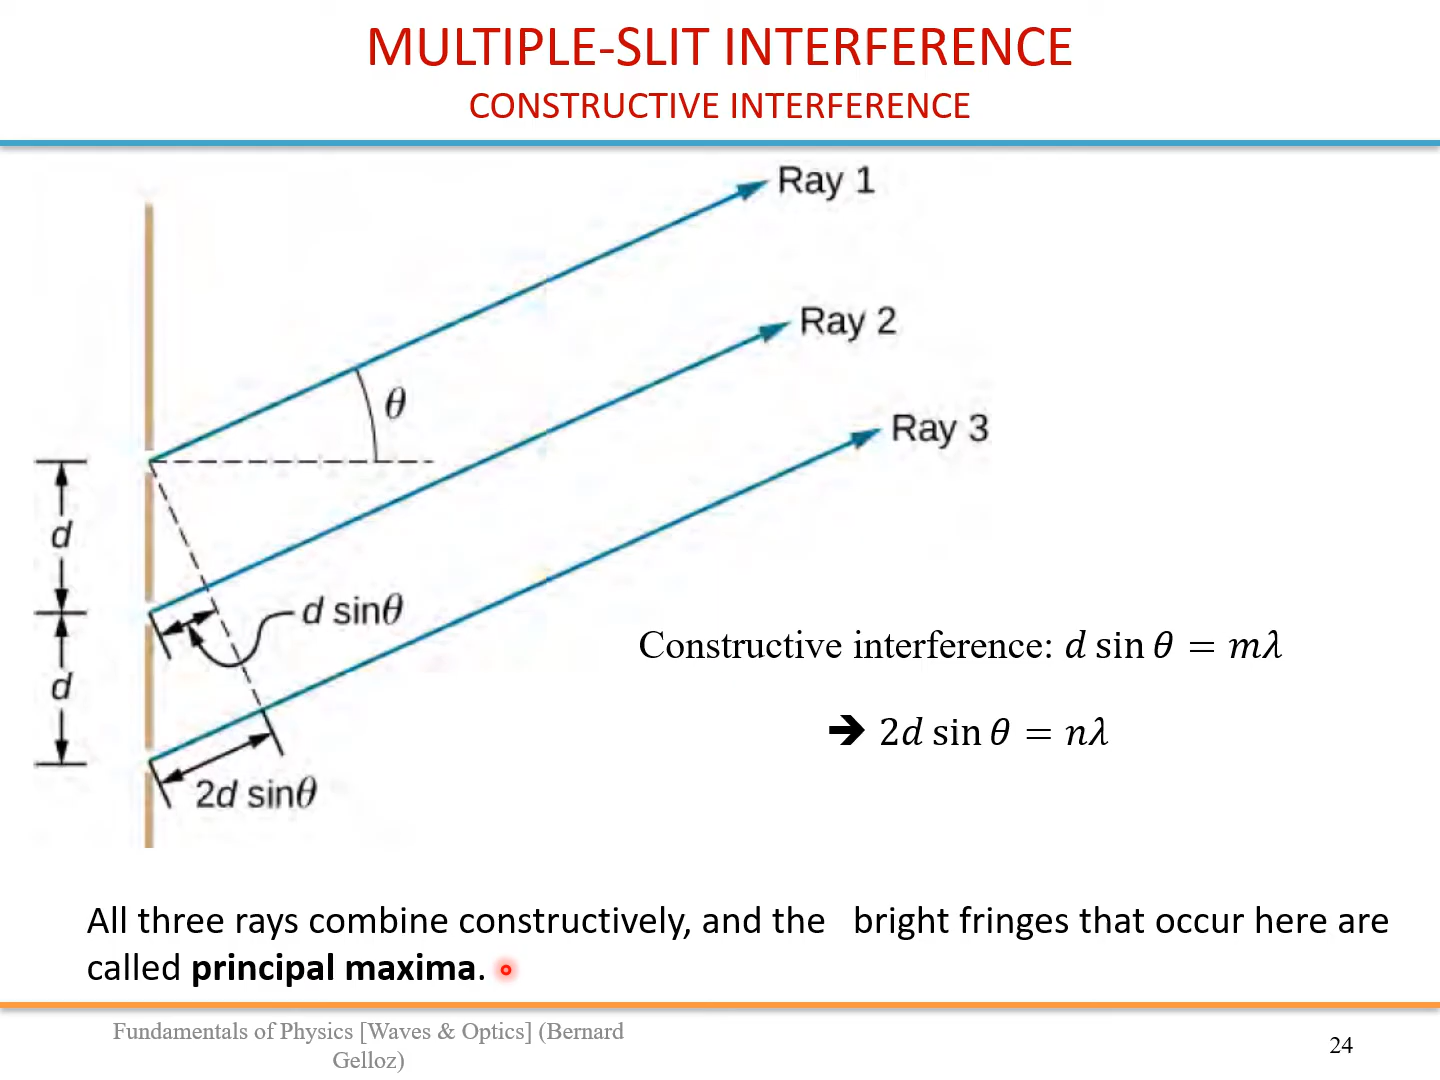 MULTIPLE-SLIT INTERFERENCE
CONSTRUCTIVE INTERFERENCE
Ray 1
Ray 2
θ
Ray 3
d
d sinθ
d
2d sinθ
Constructive interference: d sin θ = mλ
➔ 2d sin θ = nλ
All three rays combine constructively, and the bright fringes that occur here are
called principal maxima.
Fundamentals of Physics [Waves & Optics] (Bernard
Gelloz)
24